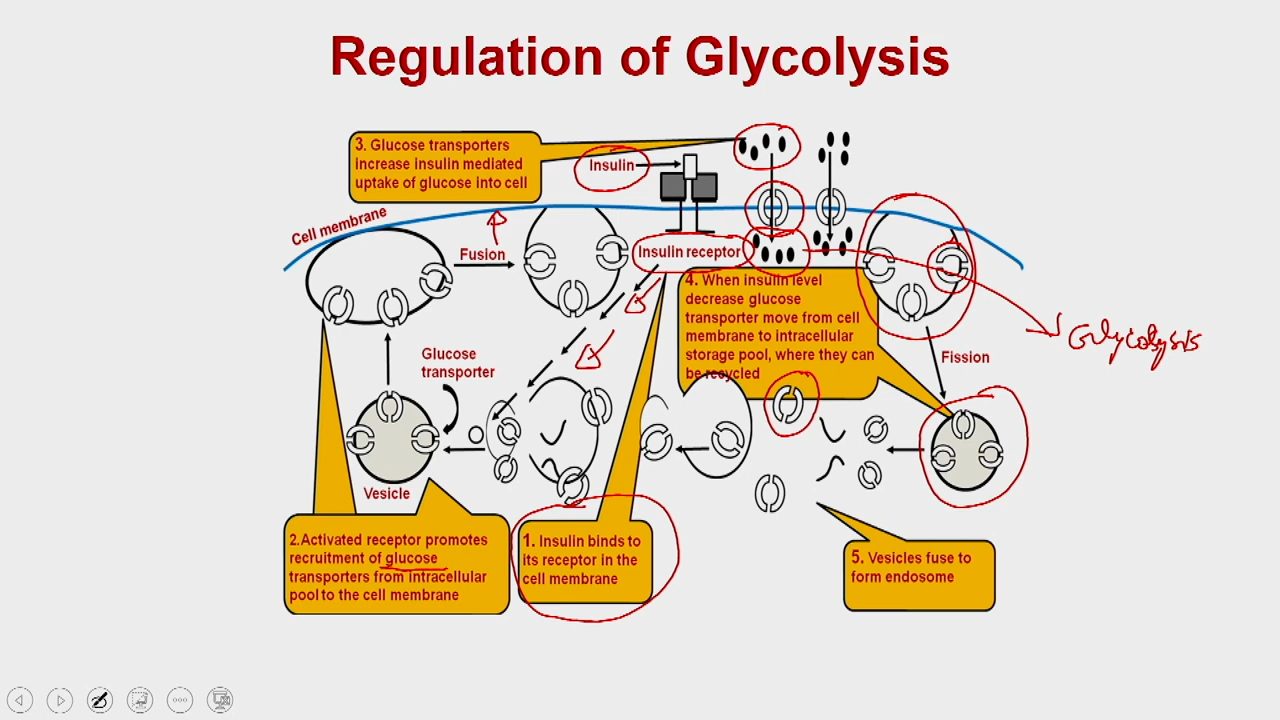 Regulation of Glycolysis
3. Glucose transporters
increase insulin mediated
uptake of glucose into cell
Insulin
Cell membrane
Fusion
Insulin receptor
4. When insulin level
decrease glucose
transporter move from cell
membrane to intracellular
storage pool, where they can
be recycled
Glycolysis
Fission
Glucose
transporter
Vesicle
2.Activated receptor promotes
recruitment of glucose
transporters from intracellular
pool to the cell membrane
1. Insulin binds to
its receptor in the
cell membrane
5. Vesicles fuse to
form endosome